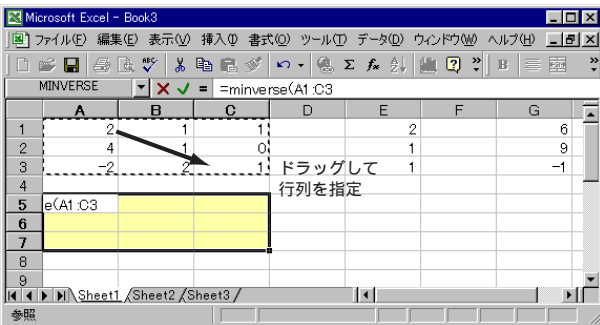 Microsoft Excel - Book3
ファイル(F) 編集(E) 表示(V) 挿入(I) 書式(O) ツール(T) データ(D) ウィンドウ(W) ヘルプ(H)
MINVERSE =minverse(A1:C3
A B C D E F G
1 2 1 1 2 6
2 4 1 0 1 9
3 -2 2 1 ドラッグして 1 -1
4 行列を指定
5 e(A1:C3
6
7
8
9
Sheet1 Sheet2 Sheet3
参照